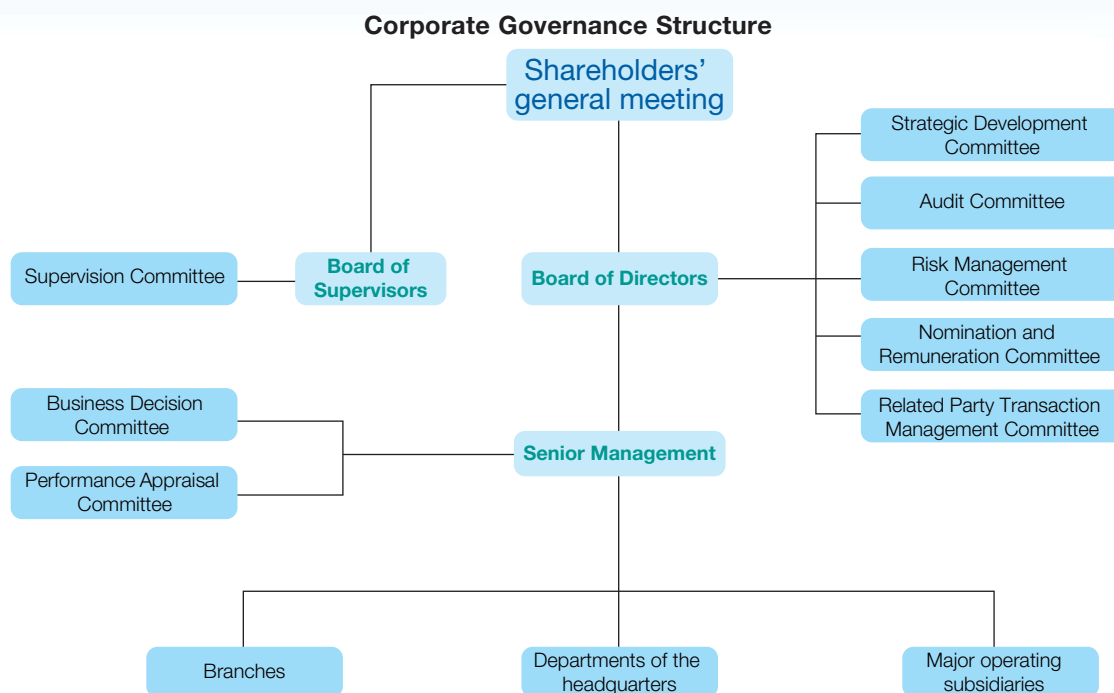 Corporate Governance Structure
Shareholders’
general meeting
Strategic Development
Committee
Audit Committee
Risk Management
Committee
Nomination and
Remuneration Committee
Related Party Transaction
Management Committee
Supervision Committee
Board of
Supervisors
Board of Directors
Business Decision
Committee
Performance Appraisal
Committee
Senior Management
Branches
Departments of the
headquarters
Major operating
subsidiaries